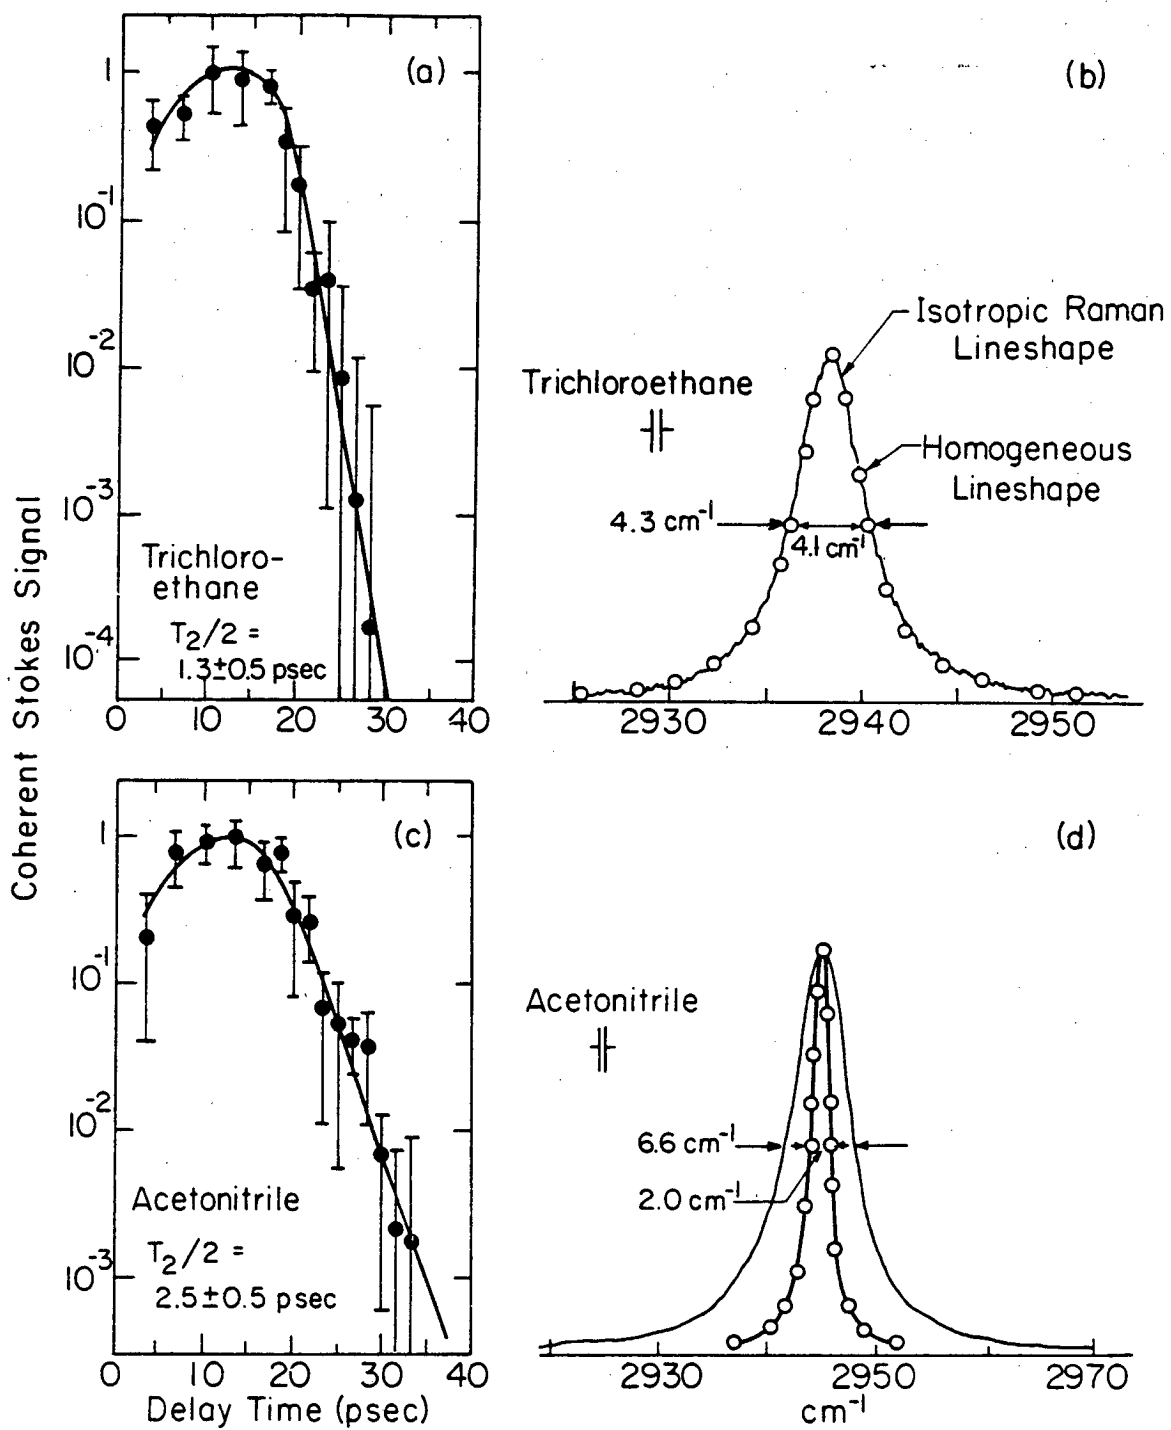 Coherent Stokes Signal
(a)
1
10-1
10-2
10-3
10-4
Trichloro-
ethane
T2/2 =
1.3±0.5 psec
0 10 20 30 40
(b)
Isotropic Raman
Lineshape
Trichloroethane
Homogeneous
Lineshape
4.3 cm-1
4.1 cm-1
2930 2940 2950
(c)
1
10-1
10-2
10-3
Acetonitrile
T2/2 =
2.5±0.5 psec
0 10 20 30 40
Delay Time (psec)
(d)
Acetonitrile
6.6 cm-1
2.0 cm-1
2930 2950 2970
cm-1